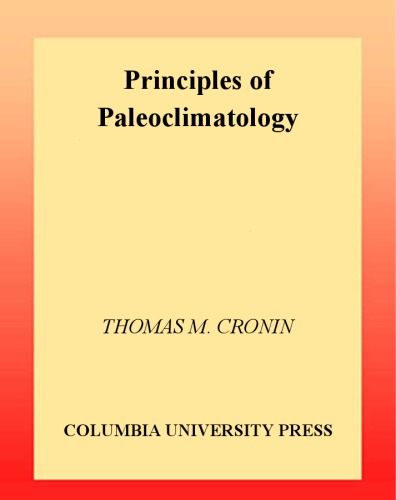 Principles of
Paleoclimatology
THOMAS M. CRONIN
COLUMBIA UNIVERSITY PRESS